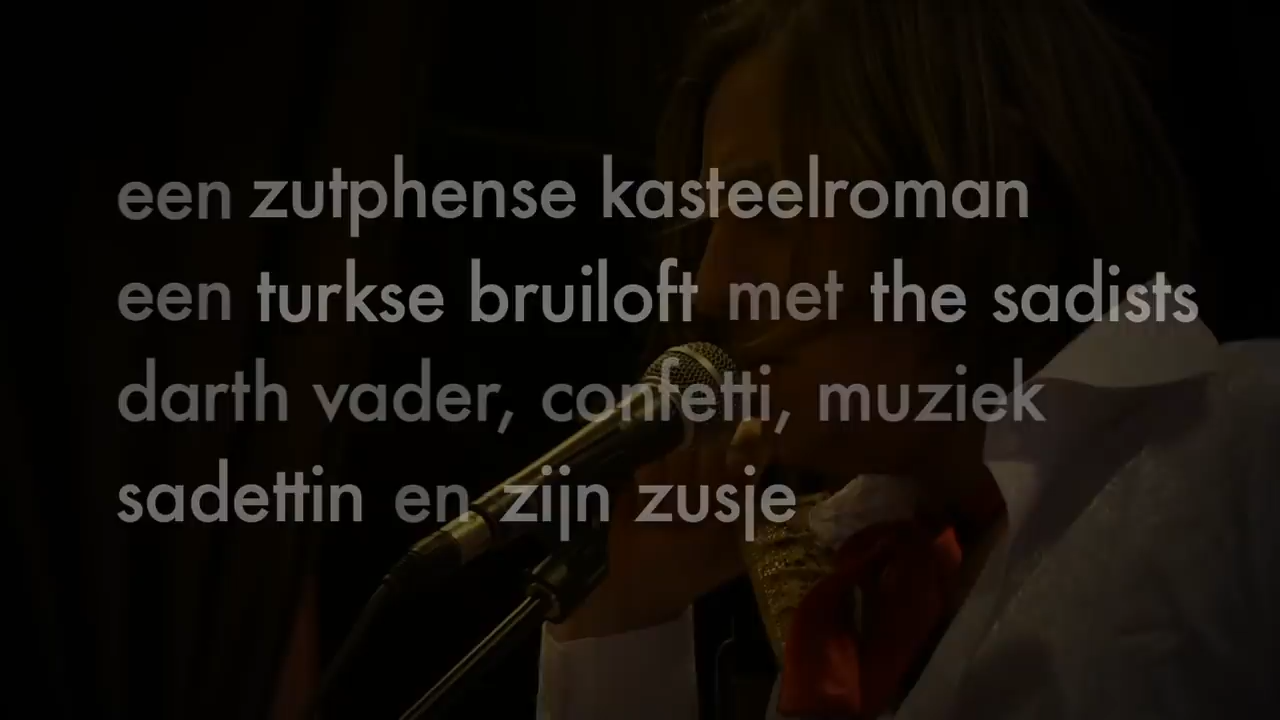 een zutphense kasteelroman
een turkse bruiloft met the sadists
darth vader, confetti, muziek
sadettin en zijn zusje